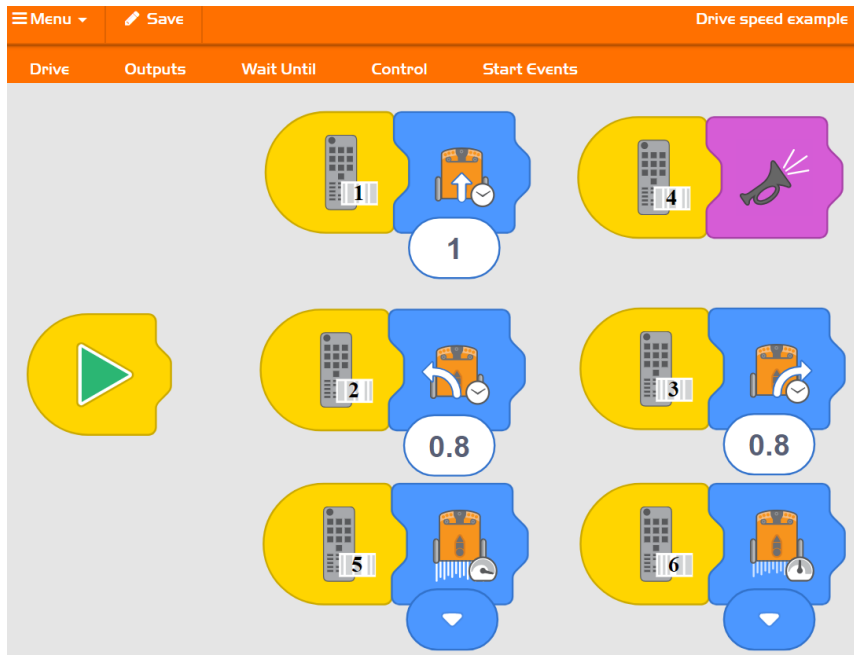 Menu Save Drive speed example
Drive Outputs Wait Until Control Start Events
1 4
1
2 3
0.8 0.8
5 6